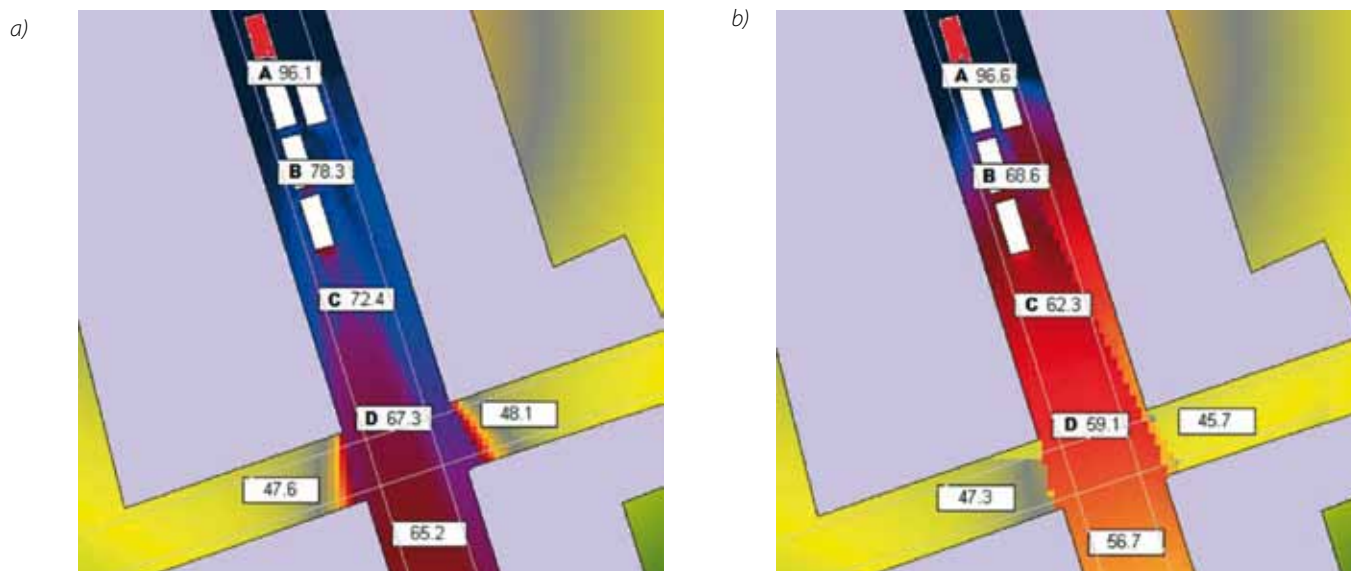 a)
A 96.1
B 78.3
C 72.4
D 67.3
48.1
47.6
65.2
b)
A 96.6
B 68.6
C 62.3
D 59.1
45.7
47.3
56.7